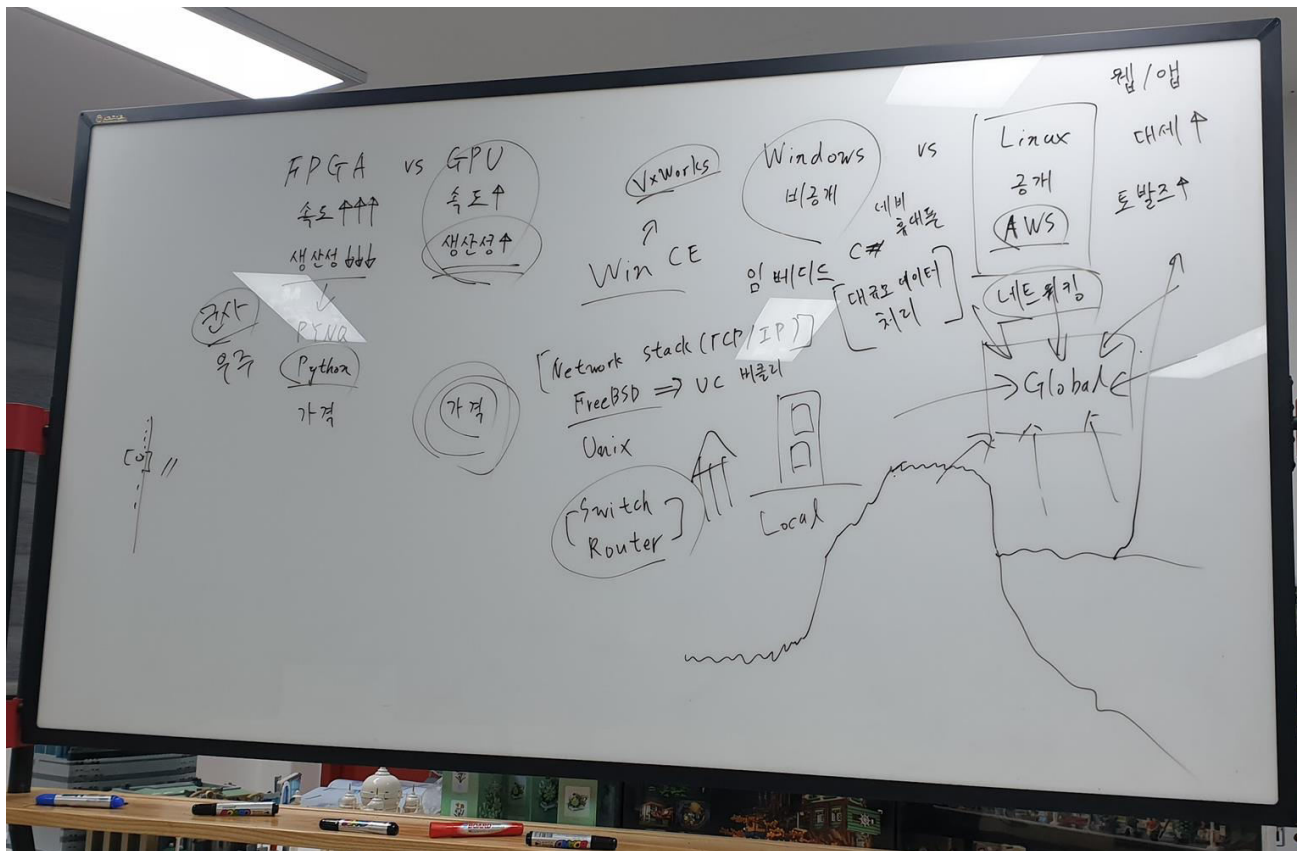 FPGA vs GPU
속도↑↑↑
속도↑
생산성↓↓↓
생산성↑
↓
PYNQ
군사
우주
Python
가격
가격
VxWorks
↗
Win CE
Windows vs Linux
비공개
공개
AWS
네비
휴대폰
C#
임베디드
[대규모 데이터
처리]
네트워킹
웹/앱
대세↑
토발즈↑
[Network stack (TCP/IP)]
FreeBSD ⇒ UC 버클리
Unix
[Switch
Router]
Local
Global
BOARD